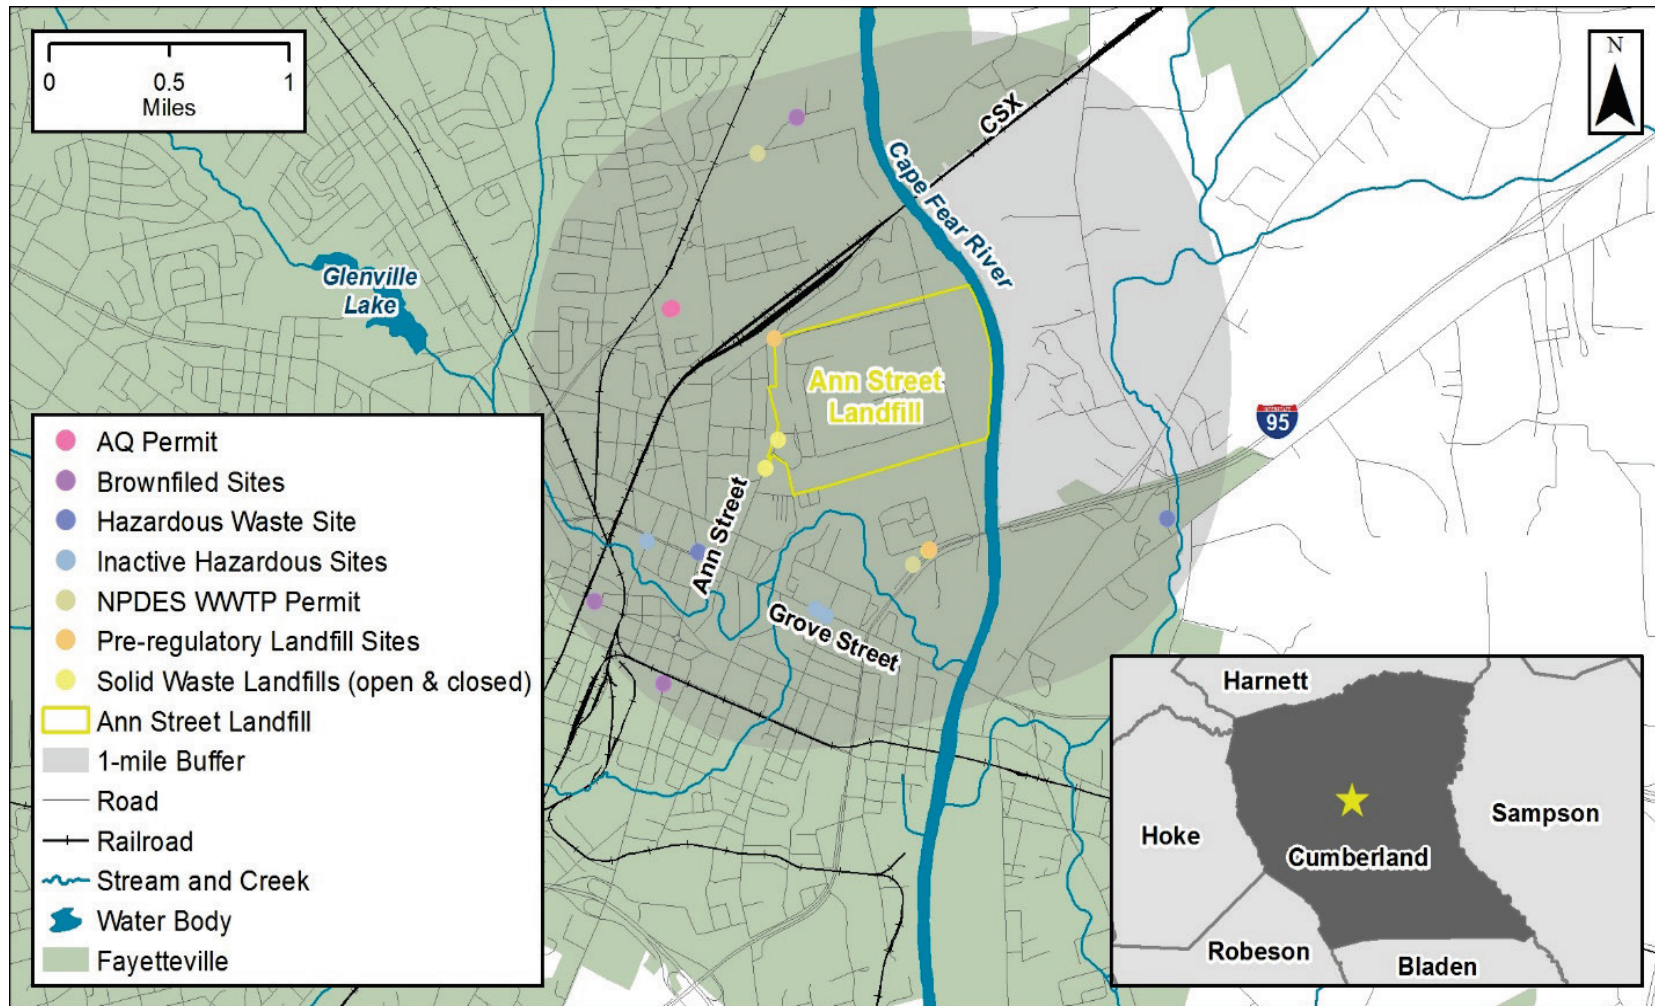 0 0.5 1
Miles
N
CSX
Cape Fear River
Glenville
Lake
Ann Street
Landfill
95
Ann Street
Grove Street
AQ Permit
Brownfiled Sites
Hazardous Waste Site
Inactive Hazardous Sites
NPDES WWTP Permit
Pre-regulatory Landfill Sites
Solid Waste Landfills (open & closed)
Ann Street Landfill
1-mile Buffer
Road
Railroad
Stream and Creek
Water Body
Fayetteville
Harnett
Hoke
Sampson
Cumberland
Robeson
Bladen